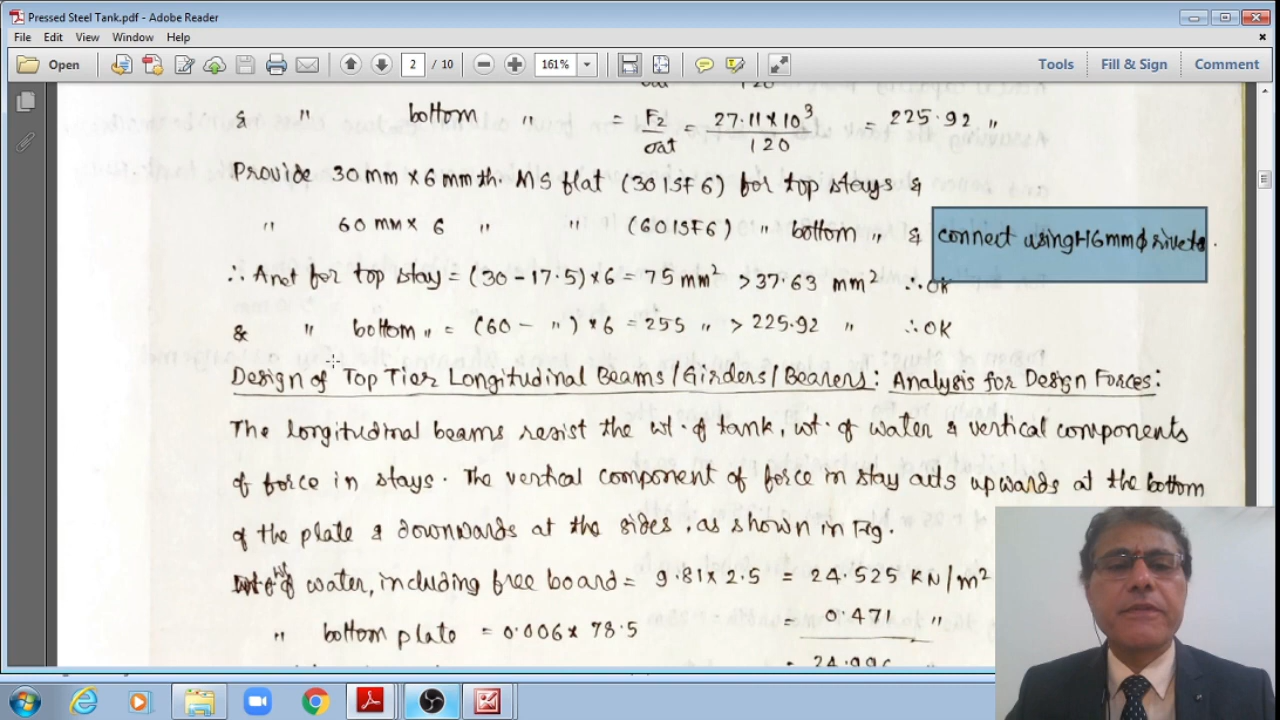 Pressed Steel Tank.pdf - Adobe Reader
File Edit View Window Help
Open 2 / 10 161% Tools Fill & Sign Comment
& " bottom " = F2/σat = 27.11×10³/120 = 225.92 "
Provide 30mm × 6mm th. MS flat (30 ISF 6) for top stays &
" 60 mm × 6 " " (60 ISF 6) " bottom " & connect using 16mmϕ rivets.
∴ Anet for top stay = (30 - 17.5) × 6 = 75 mm² > 37.63 mm² ∴ OK
& " bottom " = (60 - " ) × 6 = 255 " > 225.92 " ∴ OK
Design of Top Tier Longitudinal Beams/Girders/Bearers: Analysis for Design Forces:
The longitudinal beams resist the wt. of tank, wt. of water & vertical components
of force in stays. The vertical component of force in stay acts upwards at the bottom
of the plate & downwards at the sides, as shown in Fig.
wt of water, including free board = 9.81 × 2.5 = 24.525 KN/m²
" bottom plate = 0.006 × 78.5 = 0.471 "
= 24.996